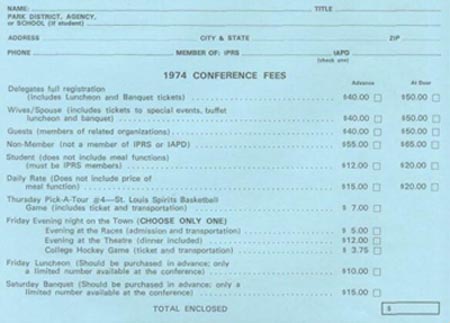 NAME: TITLE
PARK DISTRICT, AGENCY,
or SCHOOL (if student)
ADDRESS CITY & STATE ZIP
PHONE MEMBER OF: IPRS IAPD
(check one)
1974 CONFERENCE FEES
Advance At Door
Delegates full registration
(includes Luncheon and Banquet tickets) $40.00 $50.00
Wives/Spouse (includes tickets to special events, buffet
luncheon and banquet) $40.00 $50.00
Guests (members of related organizations) $40.00 $50.00
Non-Member (not a member of IPRS or IAPD) $55.00 $65.00
Student (does not include meal functions)
(must be IPRS members) $12.00 $20.00
Daily Rate (Does not include price of
meal function) $15.00 $20.00
Thursday Pick-A-Tour #4—St. Louis Spirits Basketball
Game (includes ticket and transportation) $ 7.00
Friday Evening night on the Town (CHOOSE ONLY ONE)
Evening at the Races (admission and transportation) $ 5.00
Evening at the Theatre (dinner included) $12.00
College Hockey Game (ticket and transportation) $ 3.75
Friday Luncheon (Should be purchased in advance; only
a limited number available at the conference) $10.00
Saturday Banquet (Should be purchased in advance; only a
limited number available at the conference) $15.00
TOTAL ENCLOSED $